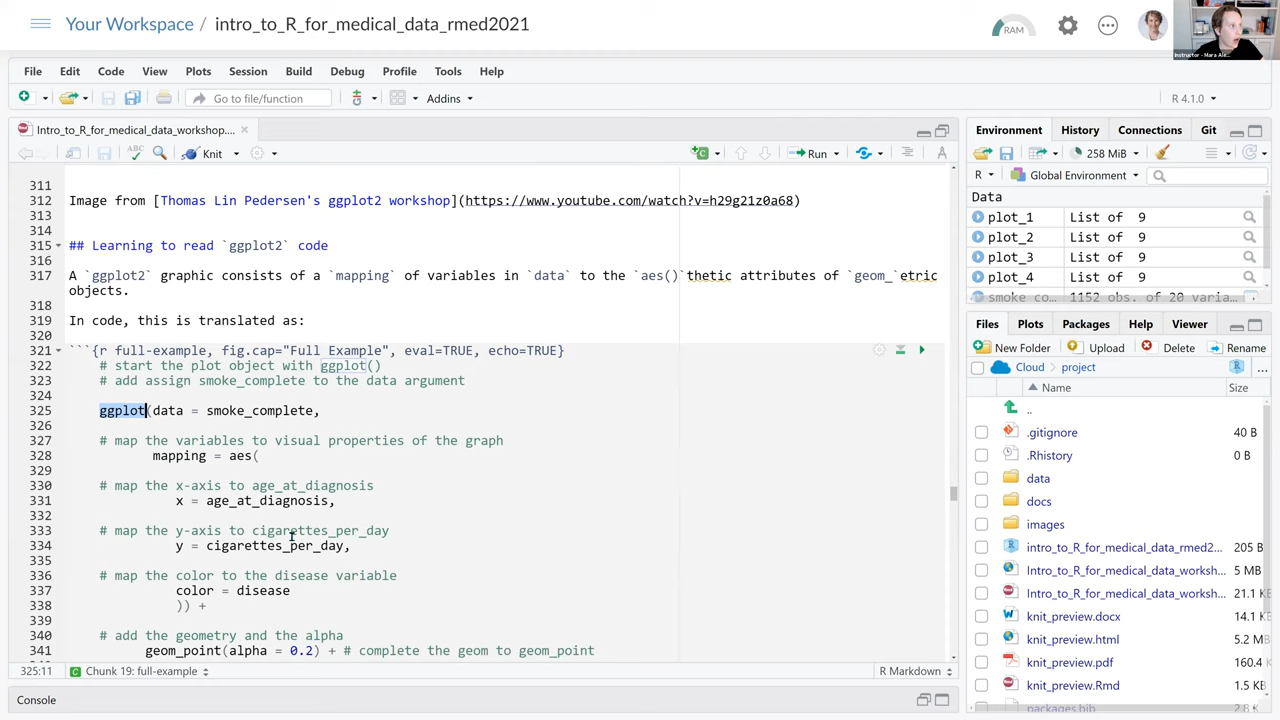 Your Workspace / intro_to_R_for_medical_data_rmed2021
RAM
Instructor - Mara Ale...
File Edit Code View Plots Session Build Debug Profile Tools Help
Go to file/function
Addins
R 4.1.0
Intro_to_R_for_medical_data_workshop....
Knit
Run
311
312 Image from [Thomas Lin Pedersen's ggplot2 workshop](https://www.youtube.com/watch?v=h29g21z0a68)
313
314
315 ## Learning to read `ggplot2` code
316
317 A `ggplot2` graphic consists of a `mapping` of variables in `data` to the `aes()`thetic attributes of `geom_`etric
objects.
318
319 In code, this is translated as:
320
321 ```{r full-example, fig.cap="Full Example", eval=TRUE, echo=TRUE}
322 # start the plot object with ggplot()
323 # add assign smoke_complete to the data argument
324
325 ggplot(data = smoke_complete,
326
327 # map the variables to visual properties of the graph
328 mapping = aes(
329
330 # map the x-axis to age_at_diagnosis
331 x = age_at_diagnosis,
332
333 # map the y-axis to cigarettes_per_day
334 y = cigarettes_per_day,
335
336 # map the color to the disease variable
337 color = disease
338 )) +
339
340 # add the geometry and the alpha
341 geom_point(alpha = 0.2) + # complete the geom to geom_point
325:11 Chunk 19: full-example R Markdown
Console
Environment History Connections Git
258 MiB
R Global Environment
Data
plot_1 List of 9
plot_2 List of 9
plot_3 List of 9
plot_4 List of 9
smoke co... 1152 obs. of 20 varia...
Files Plots Packages Help Viewer
New Folder Upload Delete Rename
Cloud project ...
Name Size
..
.gitignore 40 B
.Rhistory 0 B
data
docs
images
intro_to_R_for_medical_data_rmed2... 205 B
Intro_to_R_for_medical_data_worksh... 5 MB
Intro_to_R_for_medical_data_worksh... 21.1 K
knit_preview.docx 14.1 K
knit_preview.html 5.2 M
knit_preview.pdf 160.4
knit_preview.Rmd 1.5 KB
packages.bib 2.8 K